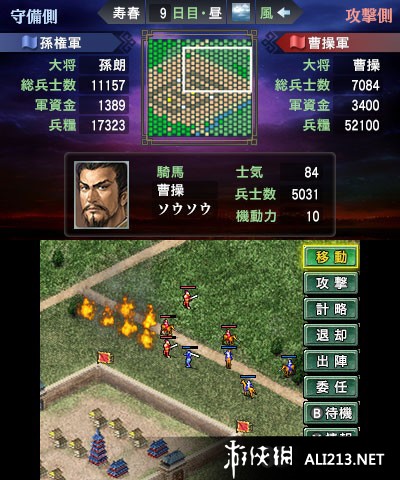 守備側 寿春 9日目・昼 風 攻撃側
孫権軍 曹操軍
大将 孫朗 大将 曹操
総兵士数 11157 総兵士数 7084
軍資金 1389 軍資金 3400
兵糧 17323 兵糧 52100
騎馬 士気 84
曹操 兵士数 5031
ソウソウ 機動力 10
移動
攻撃
計略
退却
出陣
委任
B待機
情報
游侠网 ALI213.NET